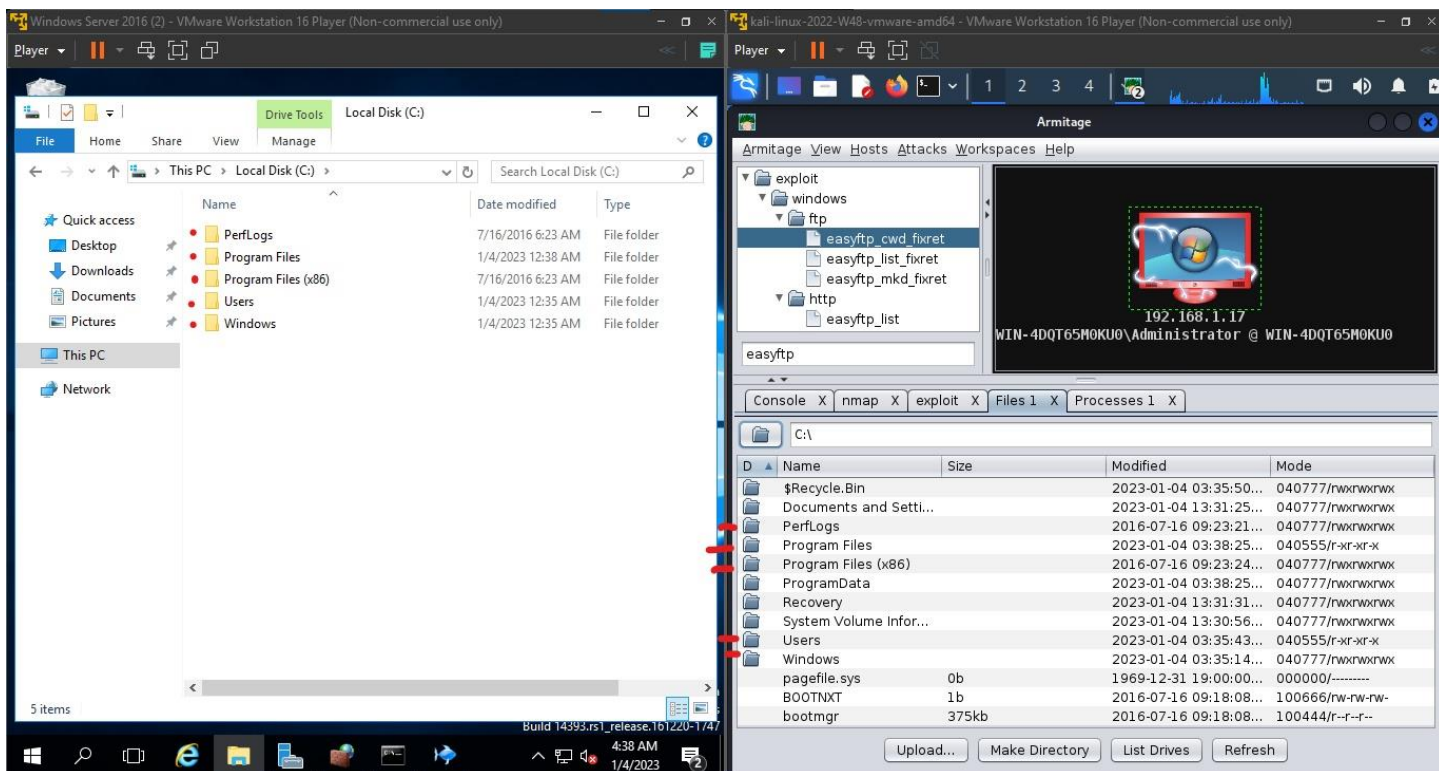 Windows Server 2016 (2) - VMware Workstation 16 Player (Non-commercial use only)
Player
Drive Tools
Local Disk (C:)
File
Home
Share
View
Manage
This PC > Local Disk (C:) >
Search Local Disk (C:)
Name Date modified Type
Quick access
Desktop
Downloads
Documents
Pictures
This PC
Network
PerfLogs 7/16/2016 6:23 AM File folder
Program Files 1/4/2023 12:38 AM File folder
Program Files (x86) 7/16/2016 6:23 AM File folder
Users 1/4/2023 12:35 AM File folder
Windows 1/4/2023 12:35 AM File folder
5 items
Build 14393.rs1_release.161220-1747
4:38 AM
1/4/2023
2
kali-linux-2022-W48-vmware-amd64 - VMware Workstation 16 Player (Non-commercial use only)
Player
1 2 3 4
2
Armitage
Armitage View Hosts Attacks Workspaces Help
exploit
windows
ftp
easyftp_cwd_fixret
easyftp_list_fixret
easyftp_mkd_fixret
http
easyftp_list
easyftp
192.168.1.17
WIN-4DQT65M0KU0\Administrator @ WIN-4DQT65M0KU0
Console X nmap X exploit X Files 1 X Processes 1 X
C:\
D Name Size Modified Mode
$Recycle.Bin 2023-01-04 03:35:50... 040777/rwxrwxrwx
Documents and Setti... 2023-01-04 13:31:25... 040777/rwxrwxrwx
PerfLogs 2016-07-16 09:23:21... 040777/rwxrwxrwx
Program Files 2023-01-04 03:38:25... 040555/r-xr-xr-x
Program Files (x86) 2016-07-16 09:23:24... 040777/rwxrwxrwx
ProgramData 2023-01-04 03:38:25... 040777/rwxrwxrwx
Recovery 2023-01-04 13:31:31... 040777/rwxrwxrwx
System Volume Infor... 2023-01-04 13:30:56... 040777/rwxrwxrwx
Users 2023-01-04 03:35:43... 040555/r-xr-xr-x
Windows 2023-01-04 03:35:14... 040777/rwxrwxrwx
pagefile.sys 0b 1969-12-31 19:00:00... 000000/---------
BOOTNXT 1b 2016-07-16 09:18:08... 100666/rw-rw-rw-
bootmgr 375kb 2016-07-16 09:18:08... 100444/r--r--r--
Upload... Make Directory List Drives Refresh